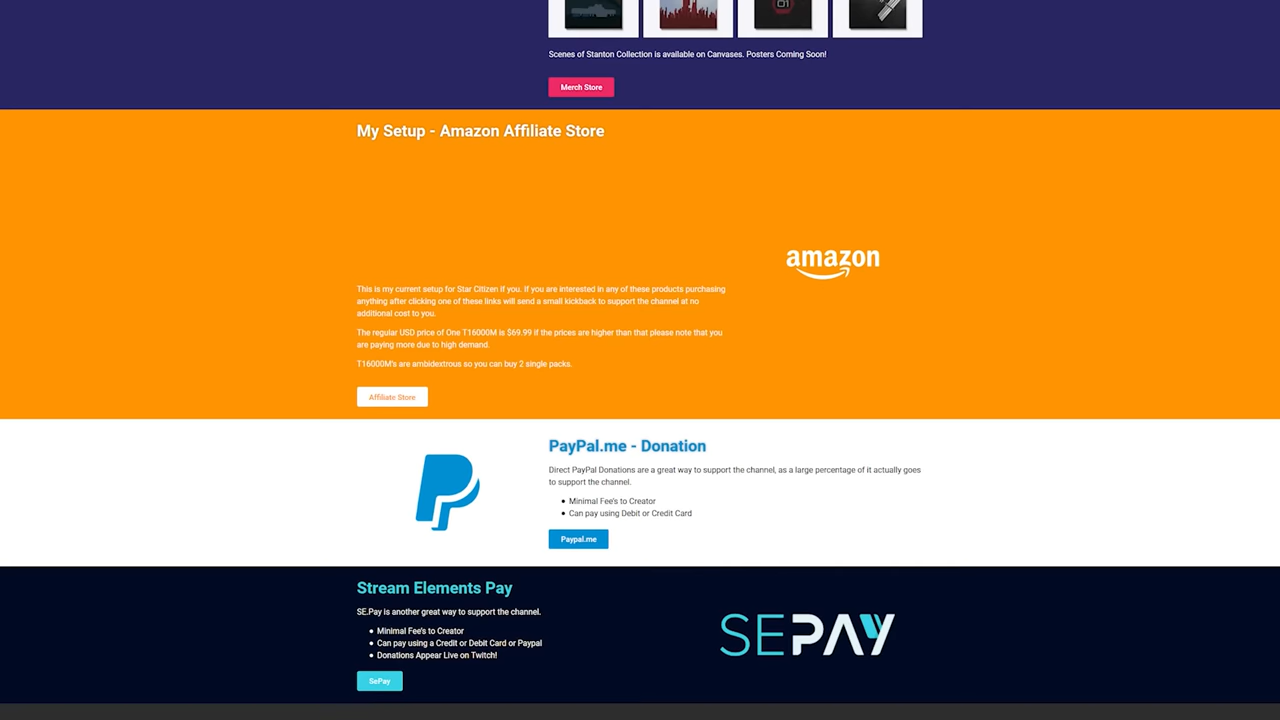 Scenes of Stanton Collection is available on Canvases. Posters Coming Soon!
Merch Store
My Setup - Amazon Affiliate Store
amazon
This is my current setup for Star Citizen if you. If you are interested in any of these products purchasing
anything after clicking one of these links will send a small kickback to support the channel at no
additional cost to you.
The regular USD price of One T16000M is $69.99 if the prices are higher than that please note that you
are paying more due to high demand.
T16000M's are ambidextrous so you can buy 2 single packs.
Affiliate Store
PayPal.me - Donation
Direct PayPal Donations are a great way to support the channel, as a large percentage of it actually goes
to support the channel.
Minimal Fee's to Creator
Can pay using Debit or Credit Card
Paypal.me
Stream Elements Pay
SE.Pay is another great way to support the channel.
Minimal Fee's to Creator
Can pay using a Credit or Debit Card or Paypal
Donations Appear Live on Twitch!
SePay
SEPAY